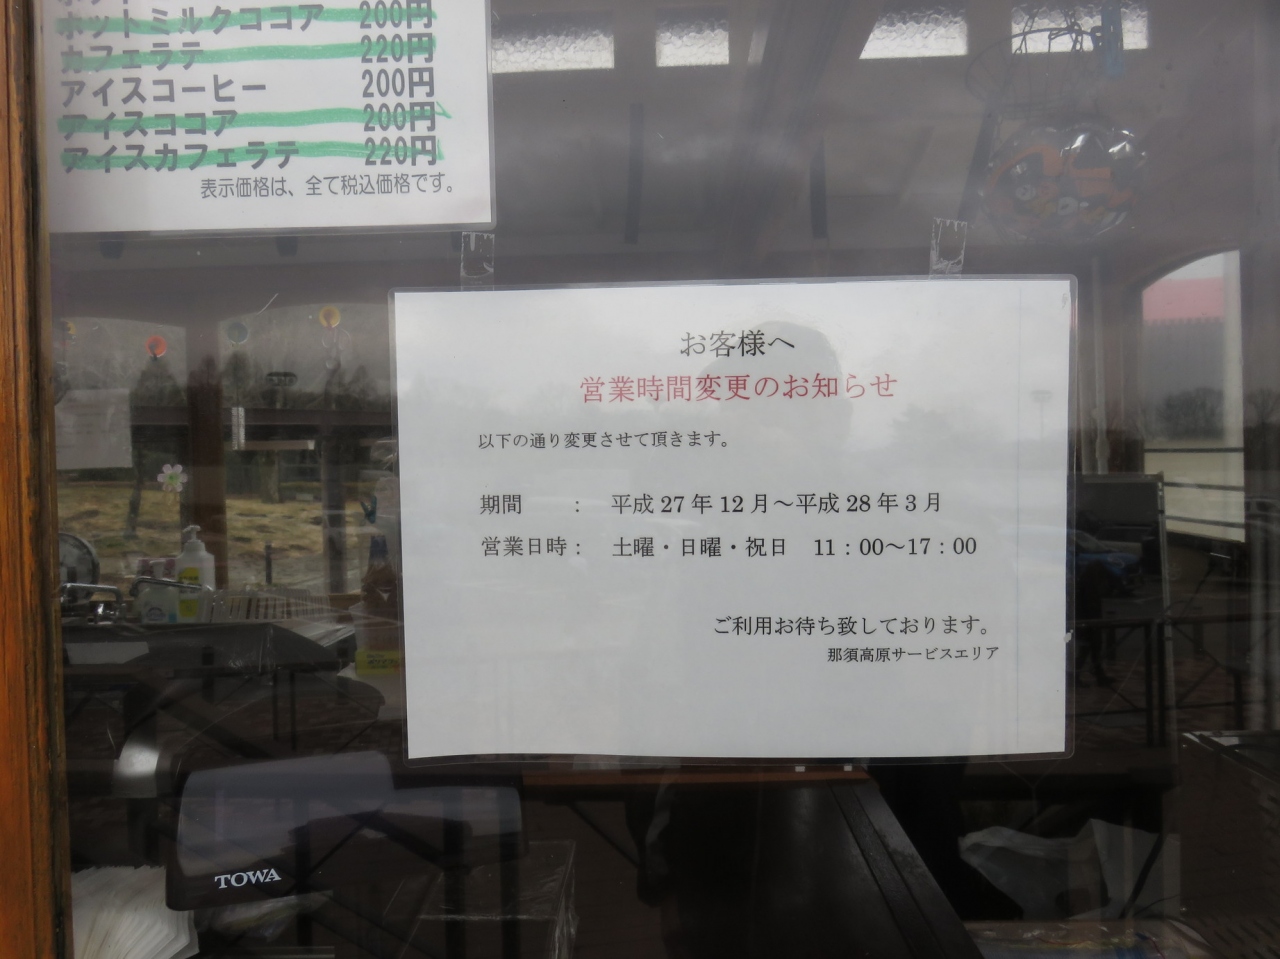 ホットミルクココア 200円
カフェラテ 220円
アイスコーヒー 200円
アイスココア 200円
アイスカフェラテ 220円
表示価格は、全て税込価格です。
お客様へ
営業時間変更のお知らせ
以下の通り変更させて頂きます。
期間 : 平成27年12月～平成28年3月
営業日時: 土曜・日曜・祝日 11:00～17:00
ご利用お待ち致しております。
那須高原サービスエリア
TOWA